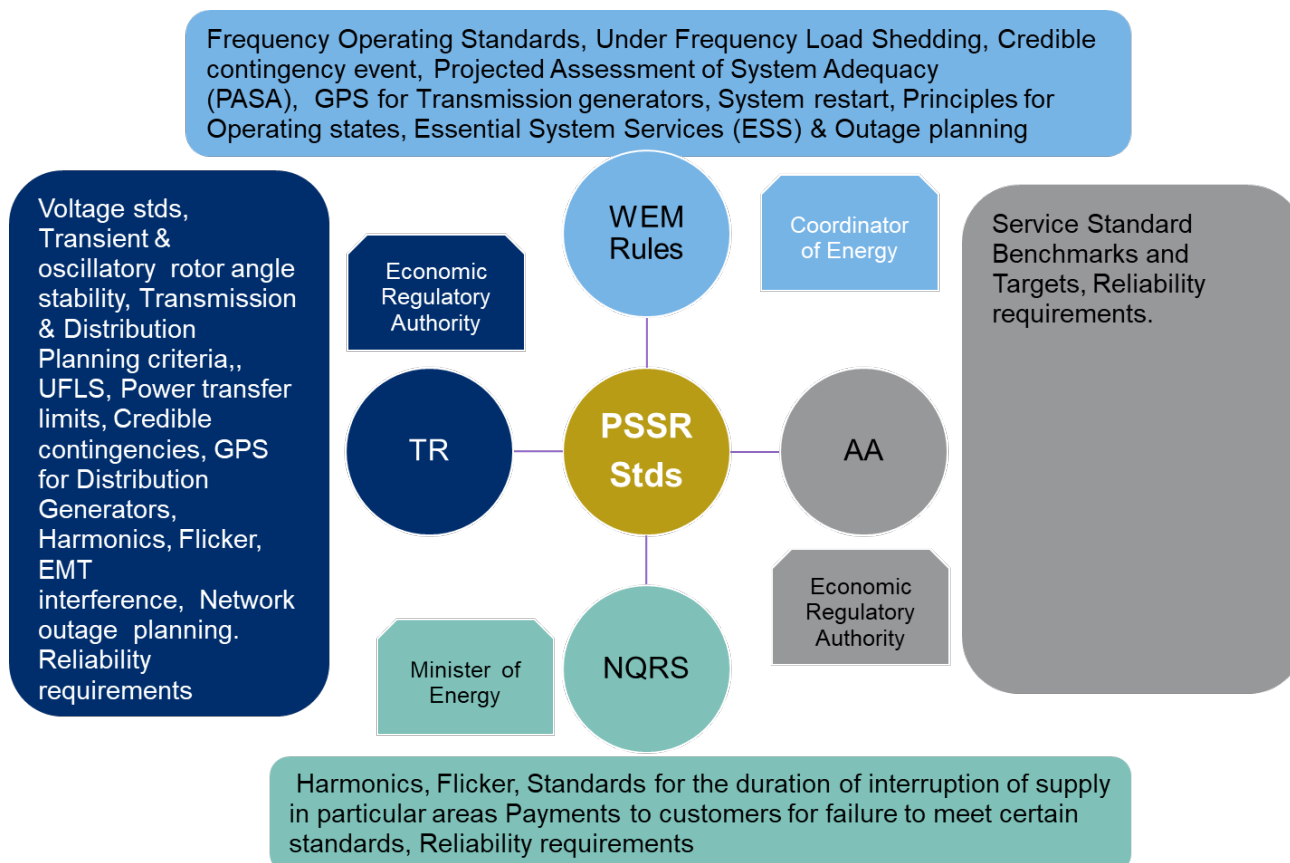 Frequency Operating Standards, Under Frequency Load Shedding, Credible
contingency event, Projected Assessment of System Adequacy
(PASA), GPS for Transmission generators, System restart, Principles for
Operating states, Essential System Services (ESS) & Outage planning
Voltage stds,
Transient &
oscillatory rotor angle
stability, Transmission
& Distribution
Planning criteria,,
UFLS, Power transfer
limits, Credible
contingencies, GPS
for Distribution
Generators,
Harmonics, Flicker,
EMT
interference, Network
outage planning.
Reliability
requirements
Economic
Regulatory
Authority
WEM
Rules
Coordinator
of Energy
Service Standard
Benchmarks and
Targets, Reliability
requirements.
TR
PSSR
Stds
AA
Minister of
Energy
NQRS
Economic
Regulatory
Authority
Harmonics, Flicker, Standards for the duration of interruption of supply
in particular areas Payments to customers for failure to meet certain
standards, Reliability requirements